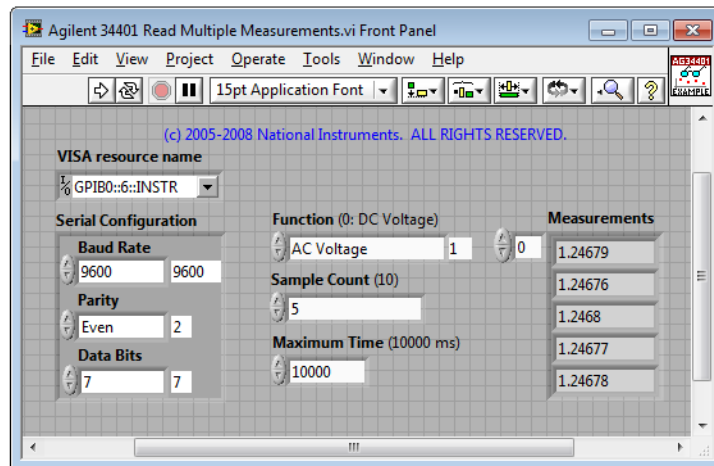 Agilent 34401 Read Multiple Measurements.vi Front Panel
File Edit View Project Operate Tools Window Help
15pt Application Font
AG34401
EXAMPLE
(c) 2005-2008 National Instruments. ALL RIGHTS RESERVED.
VISA resource name
I/0 GPIB0::6::INSTR
Serial Configuration
Baud Rate
9600 9600
Parity
Even 2
Data Bits
7 7
Function (0: DC Voltage)
AC Voltage 1
Sample Count (10)
5
Maximum Time (10000 ms)
10000
Measurements
0
1.24679
1.24676
1.2468
1.24677
1.24678